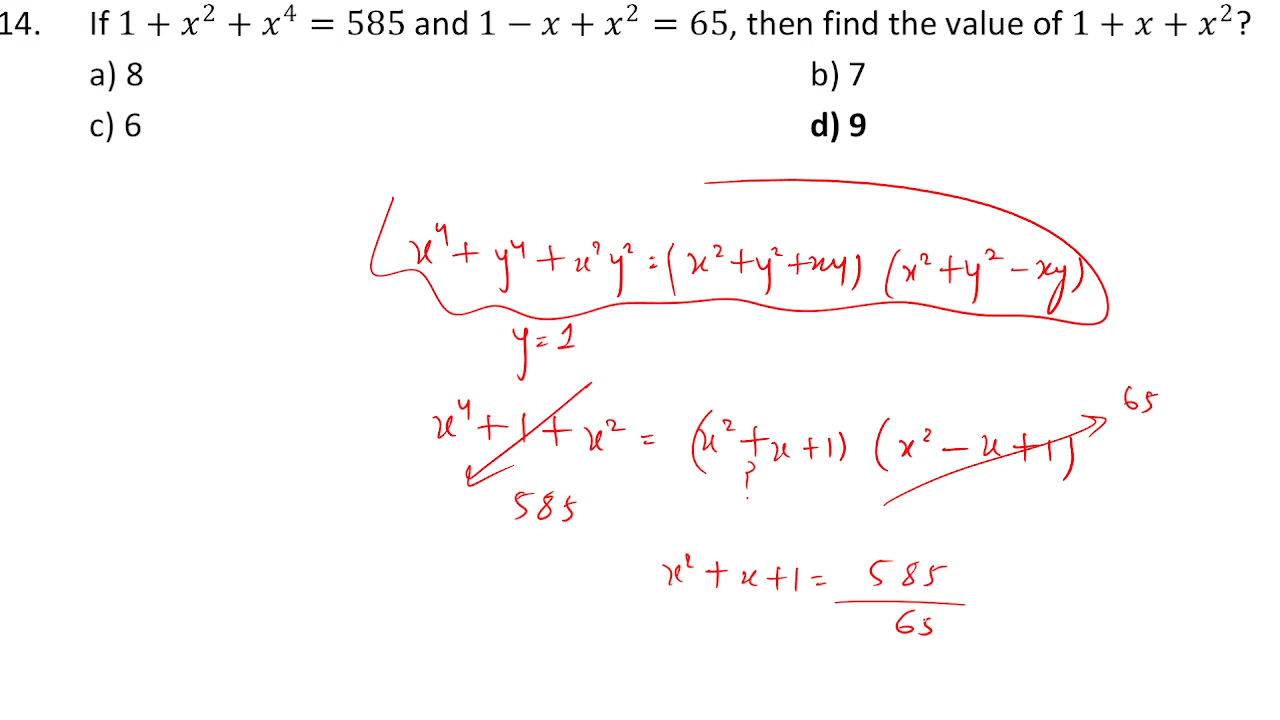 14. If 1 + x² + x⁴ = 585 and 1 − x + x² = 65, then find the value of 1 + x + x²?
a) 8 b) 7
c) 6 d) 9
x⁴ + y⁴ + x²y² = (x² + y² + xy) (x² + y² − xy)
y = 1
65
x⁴ + 1 + x² = (x² + x + 1) (x² − x + 1)
?
585
x² + x + 1 = 585
65